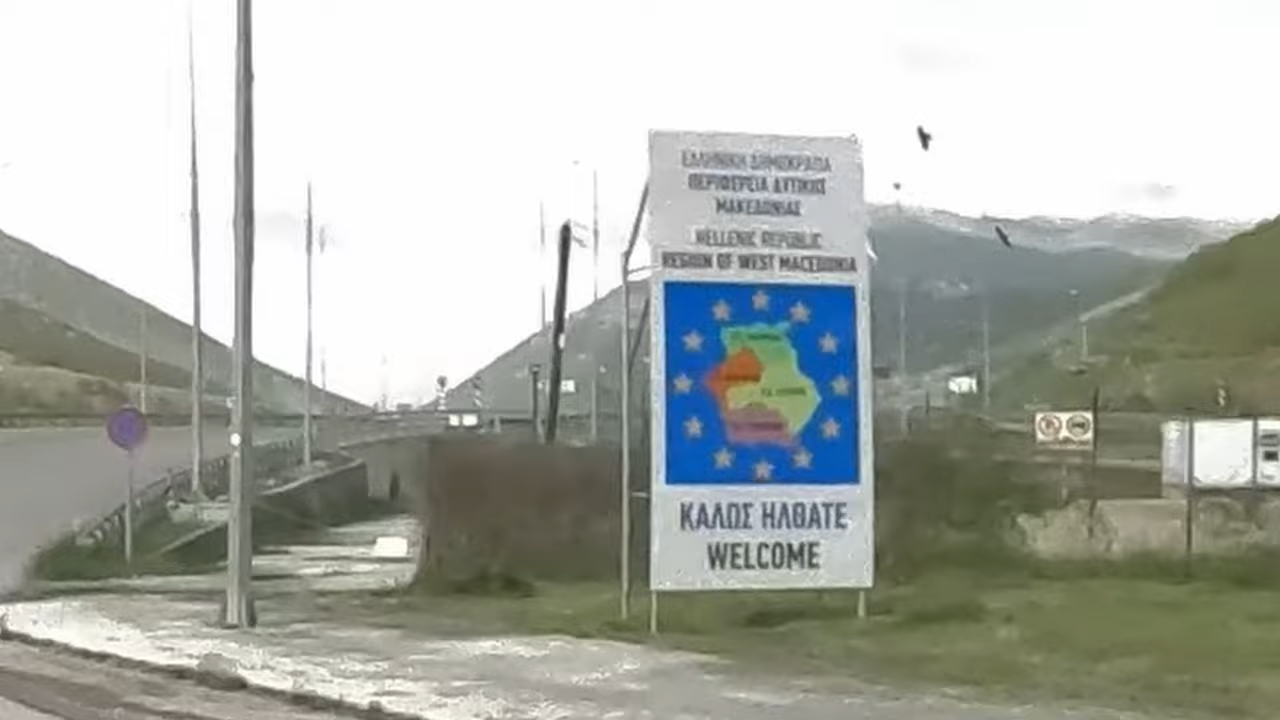 ΕΛΛΗΝΙΚΗ ΔΗΜΟΚΡΑΤΙΑ
ΠΕΡΙΦΕΡΕΙΑ ΔΥΤΙΚΗΣ
ΜΑΚΕΔΟΝΙΑΣ
HELLENIC REPUBLIC
REGION OF WEST MACEDONIA
ΚΑΛΩΣ ΗΛΘΑΤΕ
WELCOME